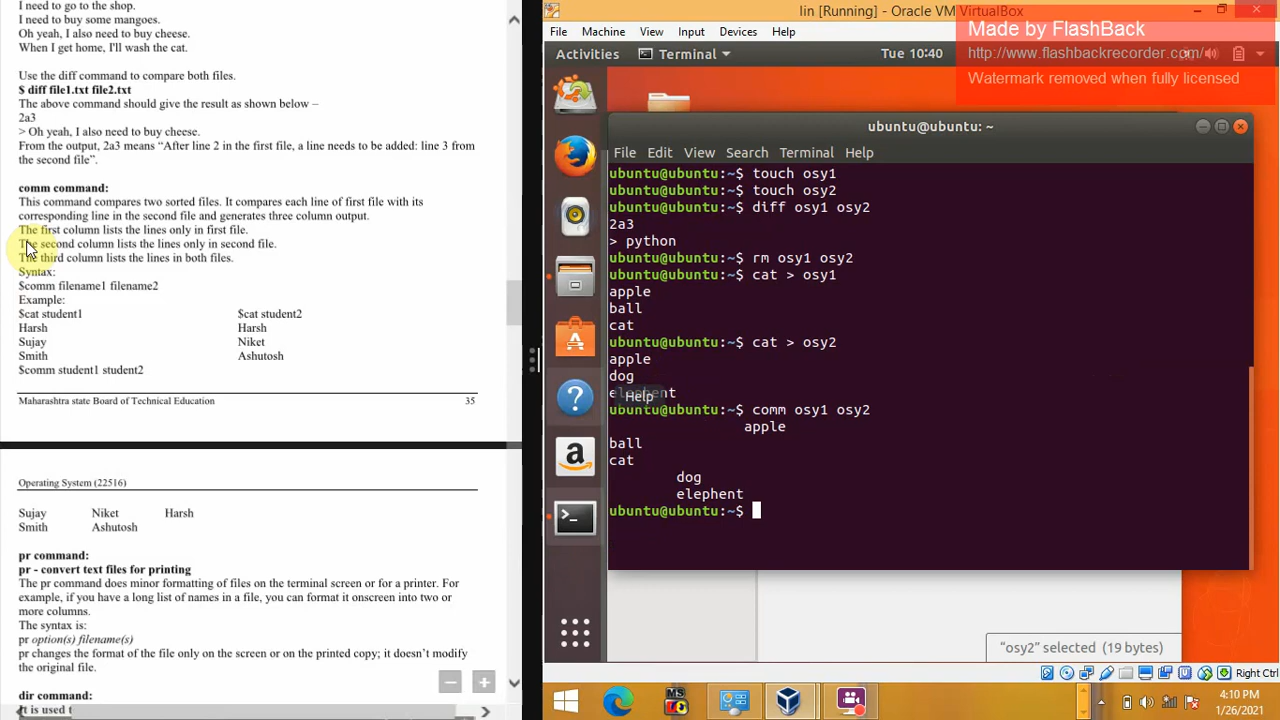 I need to go to the shop.
I need to buy some mangoes.
Oh yeah, I also need to buy cheese.
When I get home, I'll wash the cat.
Use the diff command to compare both files.
$ diff file1.txt file2.txt
The above command should give the result as shown below –
2a3
> Oh yeah, I also need to buy cheese.
From the output, 2a3 means “After line 2 in the first file, a line needs to be added: line 3 from
the second file”.
comm command:
This command compares two sorted files. It compares each line of first file with its
corresponding line in the second file and generates three column output.
The first column lists the lines only in first file.
The second column lists the lines only in second file.
The third column lists the lines in both files.
Syntax:
$comm filename1 filename2
Example:
$cat student1 $cat student2
Harsh Harsh
Sujay Niket
Smith Ashutosh
$comm student1 student2
Maharashtra state Board of Technical Education 35
Operating System (22516)
Sujay Niket Harsh
Smith Ashutosh
pr command:
pr - convert text files for printing
The pr command does minor formatting of files on the terminal screen or for a printer. For
example, if you have a long list of names in a file, you can format it onscreen into two or
more columns.
The syntax is:
pr option(s) filename(s)
pr changes the format of the file only on the screen or on the printed copy; it doesn't modify
the original file.
dir command:
It is used
lin [Running] - Oracle VM VirtualBox
File Machine View Input Devices Help
Made by FlashBack
http://www.flashbackrecorder.com/
Watermark removed when fully licensed
Activities Terminal Tue 10:40
ubuntu@ubuntu: ~
File Edit View Search Terminal Help
ubuntu@ubuntu:~$ touch osy1
ubuntu@ubuntu:~$ touch osy2
ubuntu@ubuntu:~$ diff osy1 osy2
2a3
> python
ubuntu@ubuntu:~$ rm osy1 osy2
ubuntu@ubuntu:~$ cat > osy1
apple
ball
cat
ubuntu@ubuntu:~$ cat > osy2
apple
dog
elephent
Help
ubuntu@ubuntu:~$ comm osy1 osy2
apple
ball
cat
dog
elephent
ubuntu@ubuntu:~$
“osy2” selected (19 bytes)
Right Ctrl
MS
4:10 PM
1/26/2021